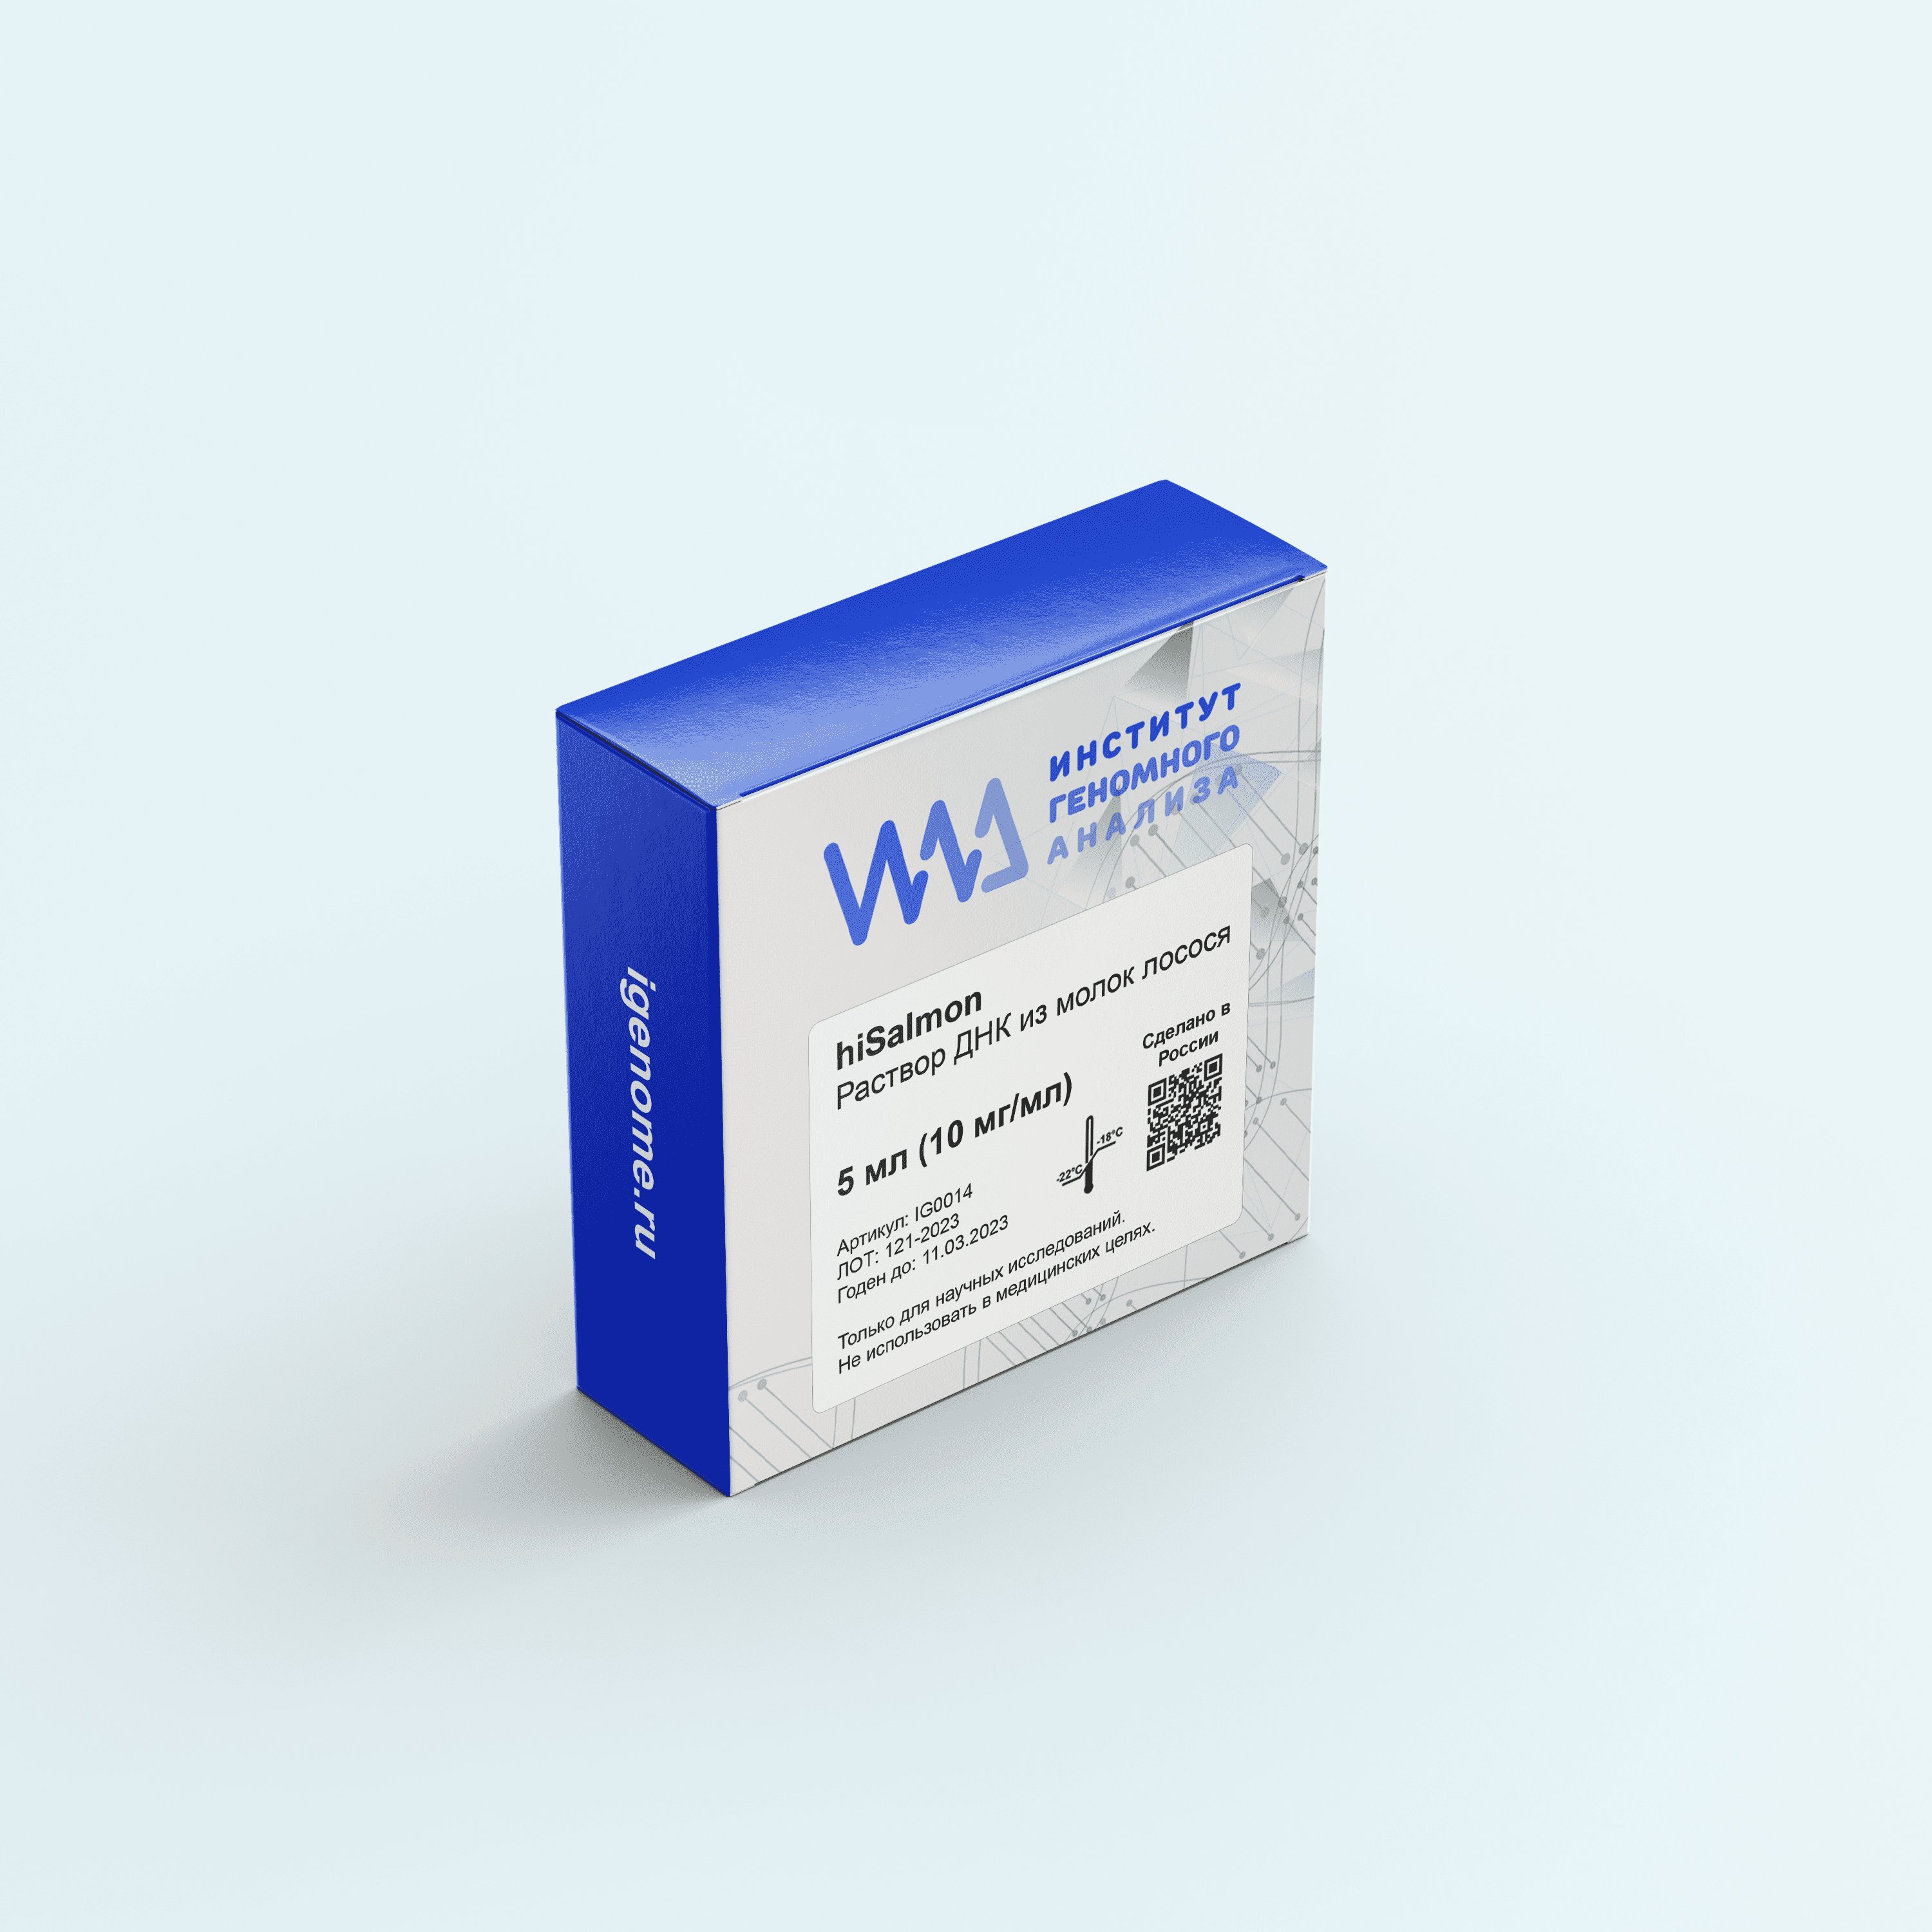 ИНСТИТУТ
ГЕНОМНОГО
АНАЛИЗА
hiSalmon
Раствор ДНК из молок лосося
5 мл (10 мг/мл)
Сделано в
России
-18°C
-22°C
Артикул: IG0014
ЛОТ: 121-2023
Годен до: 11.03.2023
Только для научных исследований.
Не использовать в медицинских целях.
igenome.ru